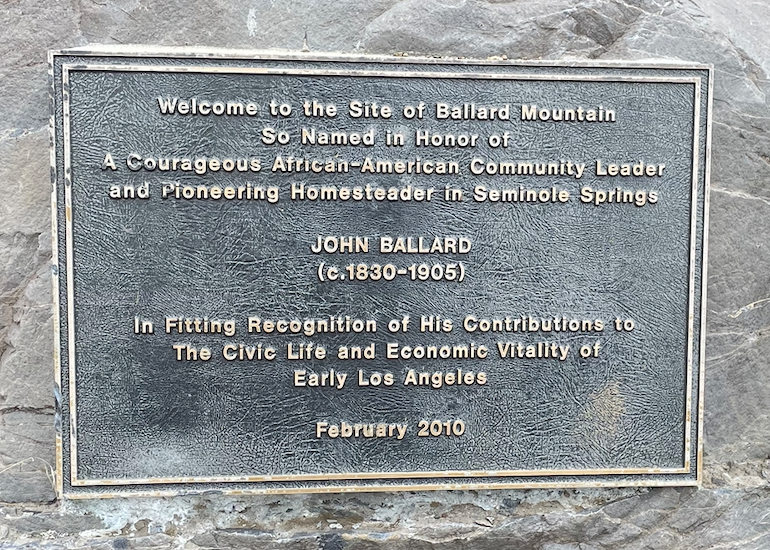 Welcome to the Site of Ballard Mountain
So Named in Honor of
A Courageous African-American Community Leader
and Pioneering Homesteader in Seminole Springs
JOHN BALLARD
(c.1830-1905)
In Fitting Recognition of His Contributions to
The Civic Life and Economic Vitality of
Early Los Angeles
February 2010